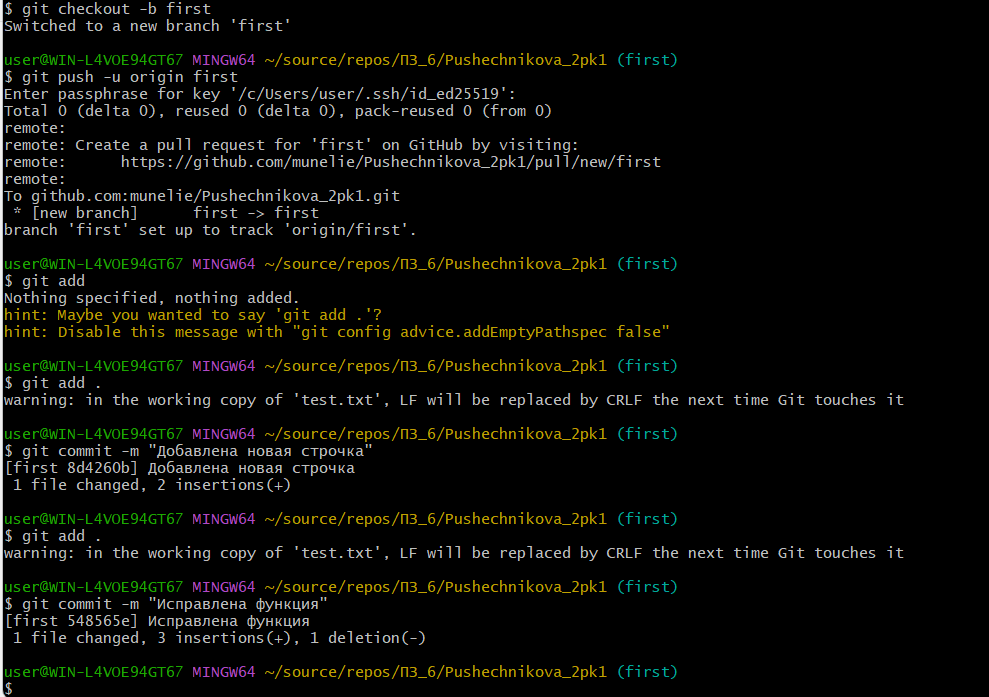 $ git checkout -b first
Switched to a new branch 'first'
user@WIN-L4VOE94GT67 MINGW64 ~/source/repos/ПЗ_6/Pushechnikova_2pk1 (first)
$ git push -u origin first
Enter passphrase for key '/c/Users/user/.ssh/id_ed25519':
Total 0 (delta 0), reused 0 (delta 0), pack-reused 0 (from 0)
remote:
remote: Create a pull request for 'first' on GitHub by visiting:
remote:      https://github.com/munelie/Pushechnikova_2pk1/pull/new/first
remote:
To github.com:munelie/Pushechnikova_2pk1.git
 * [new branch]      first -> first
branch 'first' set up to track 'origin/first'.
user@WIN-L4VOE94GT67 MINGW64 ~/source/repos/ПЗ_6/Pushechnikova_2pk1 (first)
$ git add
Nothing specified, nothing added.
hint: Maybe you wanted to say 'git add .'?
hint: Disable this message with "git config advice.addEmptyPathspec false"
user@WIN-L4VOE94GT67 MINGW64 ~/source/repos/ПЗ_6/Pushechnikova_2pk1 (first)
$ git add .
warning: in the working copy of 'test.txt', LF will be replaced by CRLF the next time Git touches it
user@WIN-L4VOE94GT67 MINGW64 ~/source/repos/ПЗ_6/Pushechnikova_2pk1 (first)
$ git commit -m "Добавлена новая строчка"
[first 8d4260b] Добавлена новая строчка
 1 file changed, 2 insertions(+)
user@WIN-L4VOE94GT67 MINGW64 ~/source/repos/ПЗ_6/Pushechnikova_2pk1 (first)
$ git add .
warning: in the working copy of 'test.txt', LF will be replaced by CRLF the next time Git touches it
user@WIN-L4VOE94GT67 MINGW64 ~/source/repos/ПЗ_6/Pushechnikova_2pk1 (first)
$ git commit -m "Исправлена функция"
[first 548565e] Исправлена функция
 1 file changed, 3 insertions(+), 1 deletion(-)
user@WIN-L4VOE94GT67 MINGW64 ~/source/repos/ПЗ_6/Pushechnikova_2pk1 (first)
$